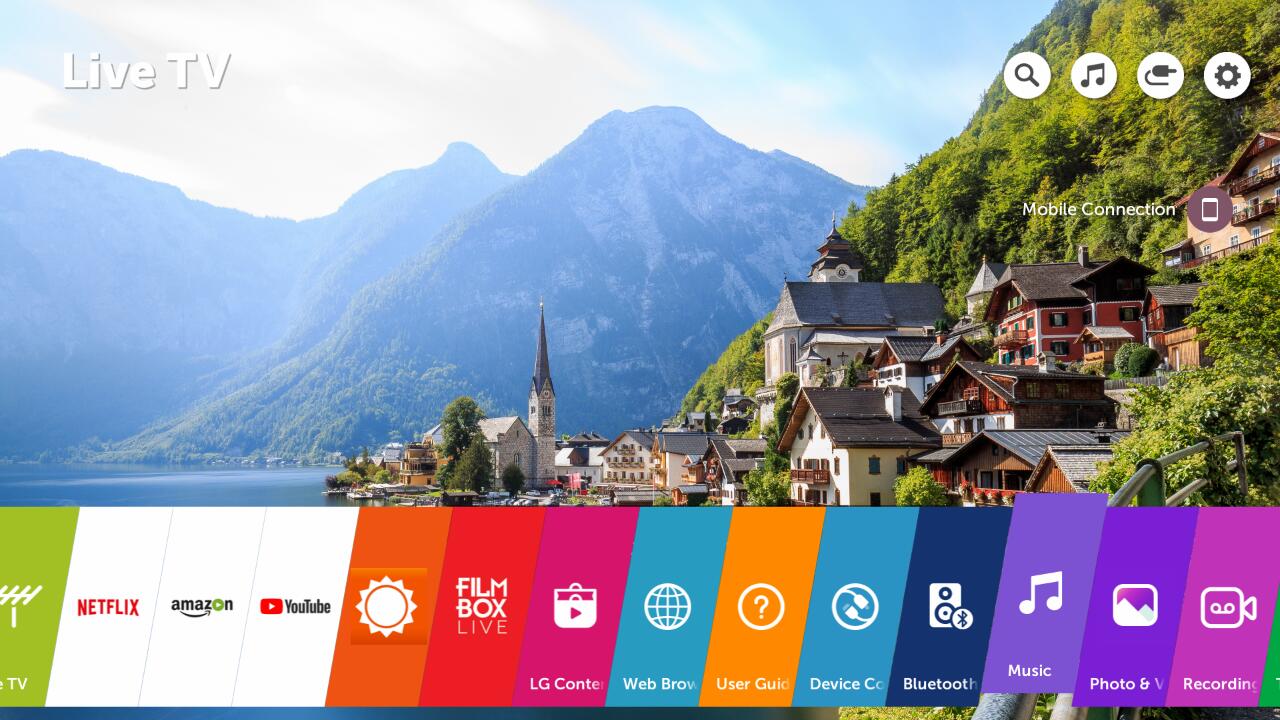 Live TV
Mobile Connection
NETFLIX
amazon
YouTube
FILM
BOX
LIVE
e TV
LG Conter
Web Brow
User Guid
Device Co
Bluetooth
Music
Photo & V
Recording